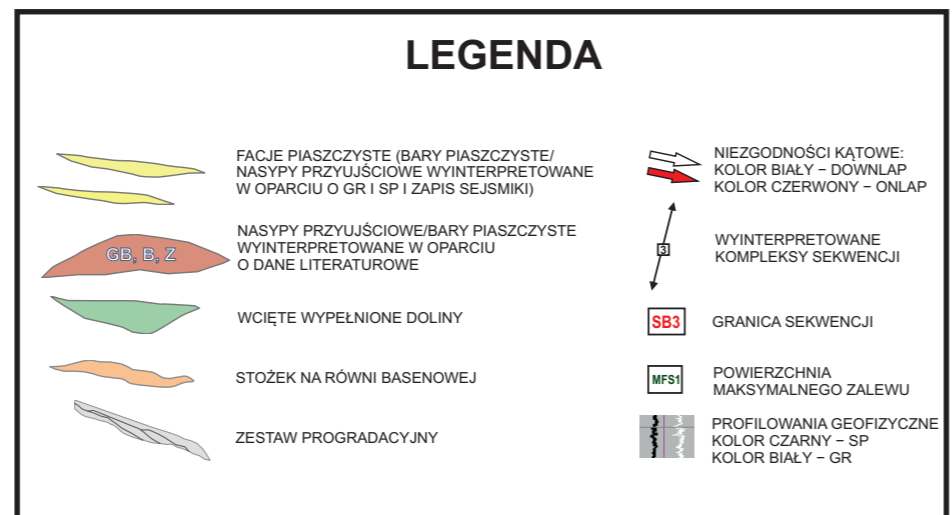 LEGENDA
FACJE PIASZCZYSTE (BARY PIASZCZYSTE/
NASYPY PRZYUJŚCIOWE WYINTERPRETOWANE
W OPARCIU O GR I SP I ZAPIS SEJSMIKI)
GB, B, Z
NASYPY PRZYUJŚCIOWE/BARY PIASZCZYSTE
WYINTERPRETOWANE W OPARCIU
O DANE LITERATUROWE
WCIĘTE WYPEŁNIONE DOLINY
STOŻEK NA RÓWNI BASENOWEJ
ZESTAW PROGRADACYJNY
NIEZGODNOŚCI KĄTOWE:
KOLOR BIAŁY − DOWNLAP
KOLOR CZERWONY − ONLAP
3
WYINTERPRETOWANE
KOMPLEKSY SEKWENCJI
SB3
GRANICA SEKWENCJI
MFS1
POWIERZCHNIA
MAKSYMALNEGO ZALEWU
PROFILOWANIA GEOFIZYCZNE
KOLOR CZARNY − SP
KOLOR BIAŁY − GR